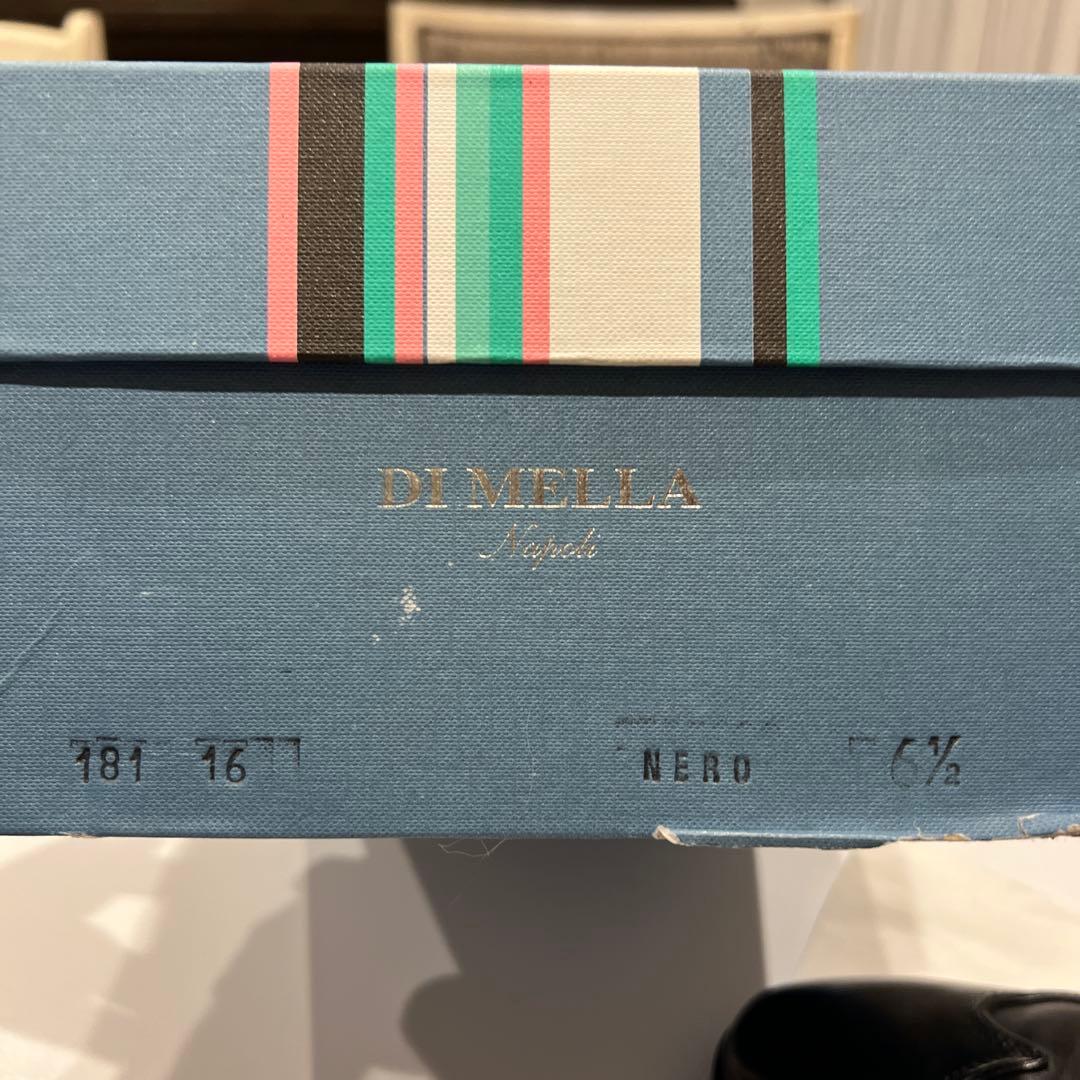 DI MELLA
Napoli
181 16 NERO 6½